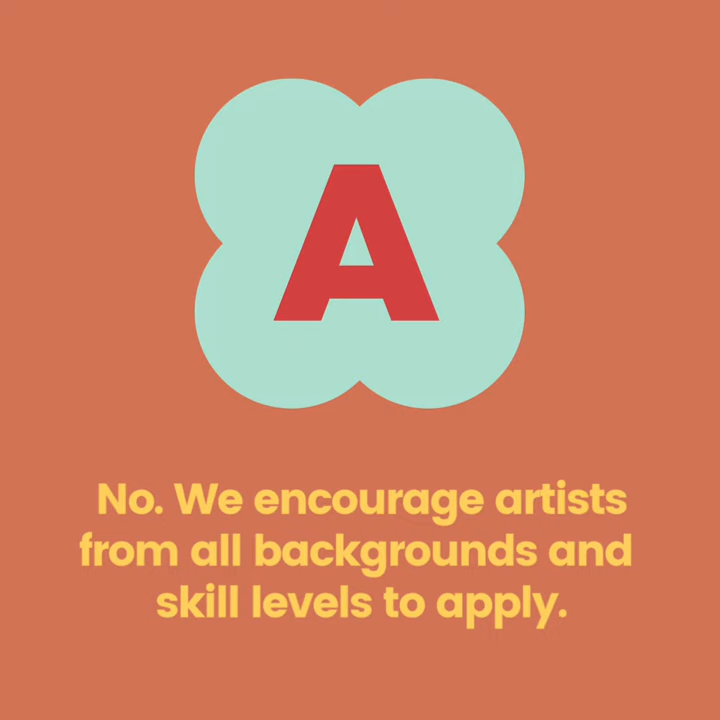 A
No. We encourage artists
from all backgrounds and
skill levels to apply.